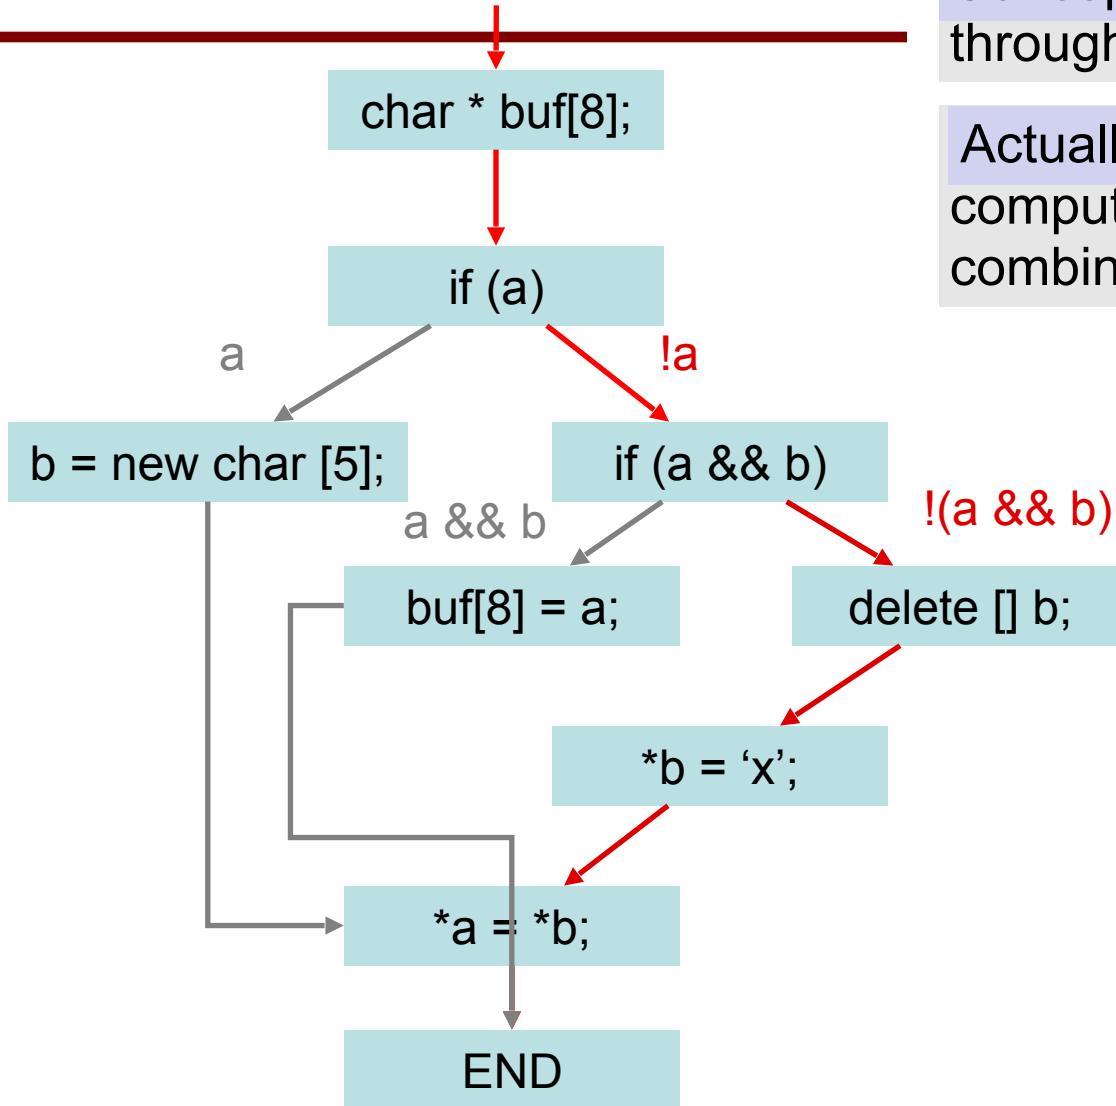 through
Actuall
comput
combin
char * buf[8];
if (a)
a
!a
b = new char [5];
if (a && b)
a && b
!(a && b)
buf[8] = a;
delete [] b;
*b = ‘x’;
*a = *b;
END